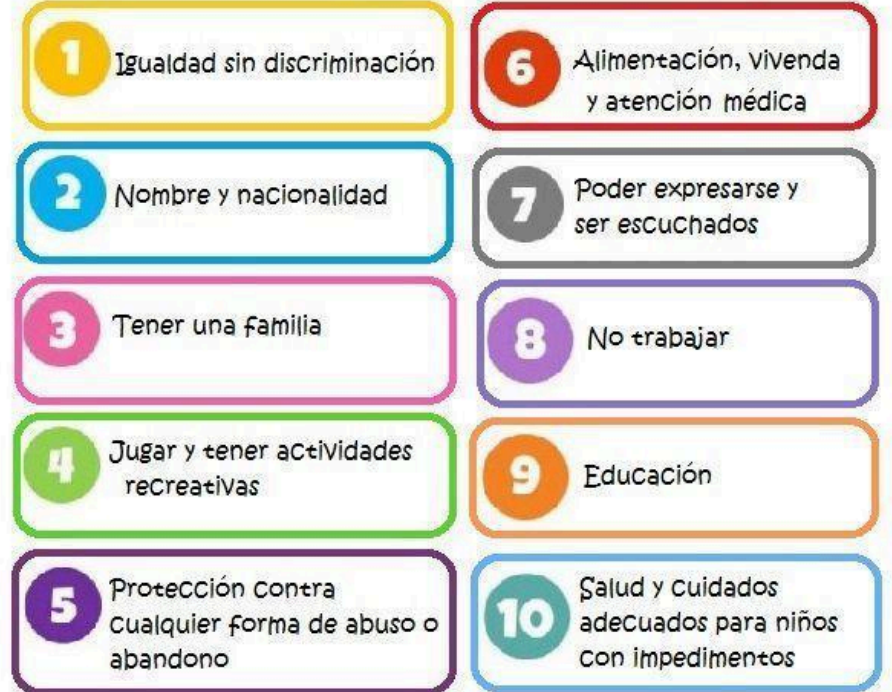 1
Igualdad sin discriminación
2
Nombre y nacionalidad
3
Tener una familia
4
Jugar y tener actividades
recreativas
5
Protección contra
cualquier forma de abuso o
abandono
6
Alimentación, vivenda
y atención médica
7
Poder expresarse y
ser escuchados
8
No trabajar
9
Educación
10
Salud y cuidados
adecuados para niños
con impedimentos